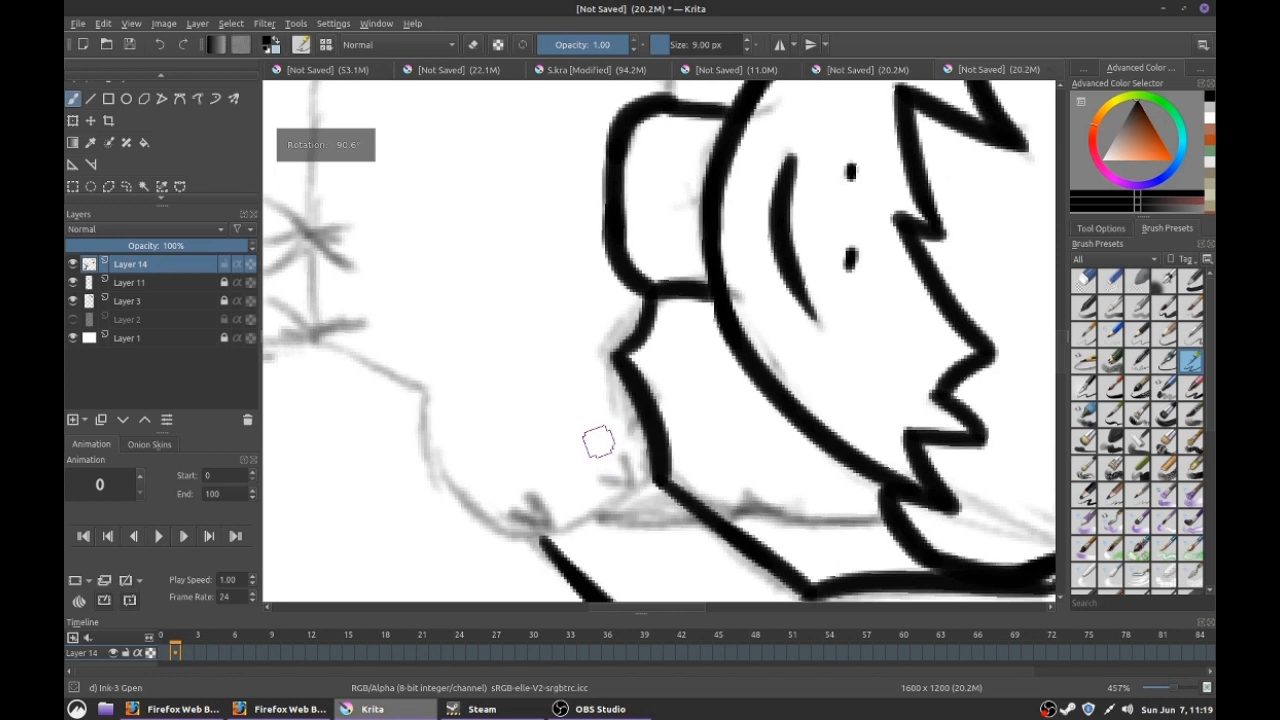 [Not Saved] (20.2M) * — Krita
File Edit View Image Layer Select Filter Tools Settings Window Help
Normal Opacity: 1.00 Size: 9.00 px
[Not Saved] (53.1M) [Not Saved] (22.1M) S.kra [Modified] (94.2M) [Not Saved] (11.0M) [Not Saved] (20.2M) [Not Saved] (20.2M) ... Advanced Color ... ...
Advanced Color Selector
Rotation: 90.6°
Layers
Normal
Opacity: 100%
Layer 14
Layer 11
Layer 3
Layer 2
Layer 1
Tool Options Brush Presets
Brush Presets
All Tag
Animation Onion Skins
Animation
0 Start: 0
End: 100
Play Speed: 1.00
Frame Rate: 24
Search
Timeline
0 3 6 9 12 15 18 21 24 27 30 33 36 39 42 45 48 51 54 57 60 63 66 69 72 75 78 81 84
Layer 14
d) Ink-3 Gpen RGB/Alpha (8-bit integer/channel) sRGB-elle-V2-srgbtrc.icc 1600 x 1200 (20.2M) 457%
Firefox Web B... Firefox Web B... Krita Steam OBS Studio Sun Jun 7, 11:19